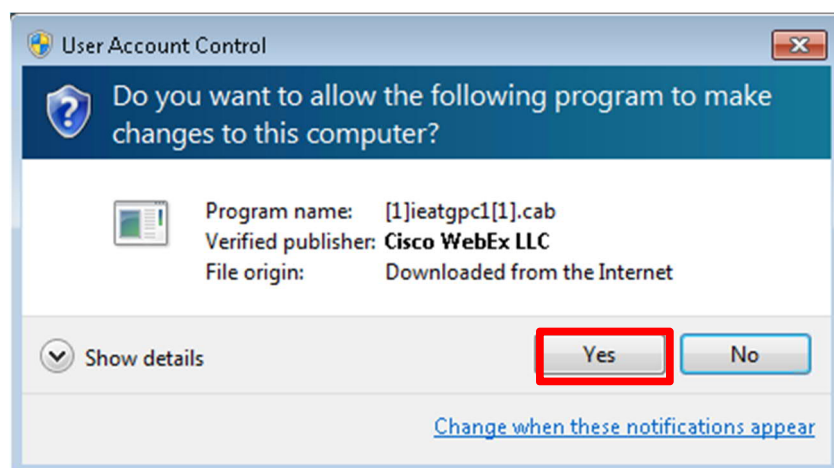 User Account Control
Do you want to allow the following program to make
changes to this computer?
Program name: [1]ieatgpc1[1].cab
Verified publisher: Cisco WebEx LLC
File origin: Downloaded from the Internet
Show details Yes No
Change when these notifications appear